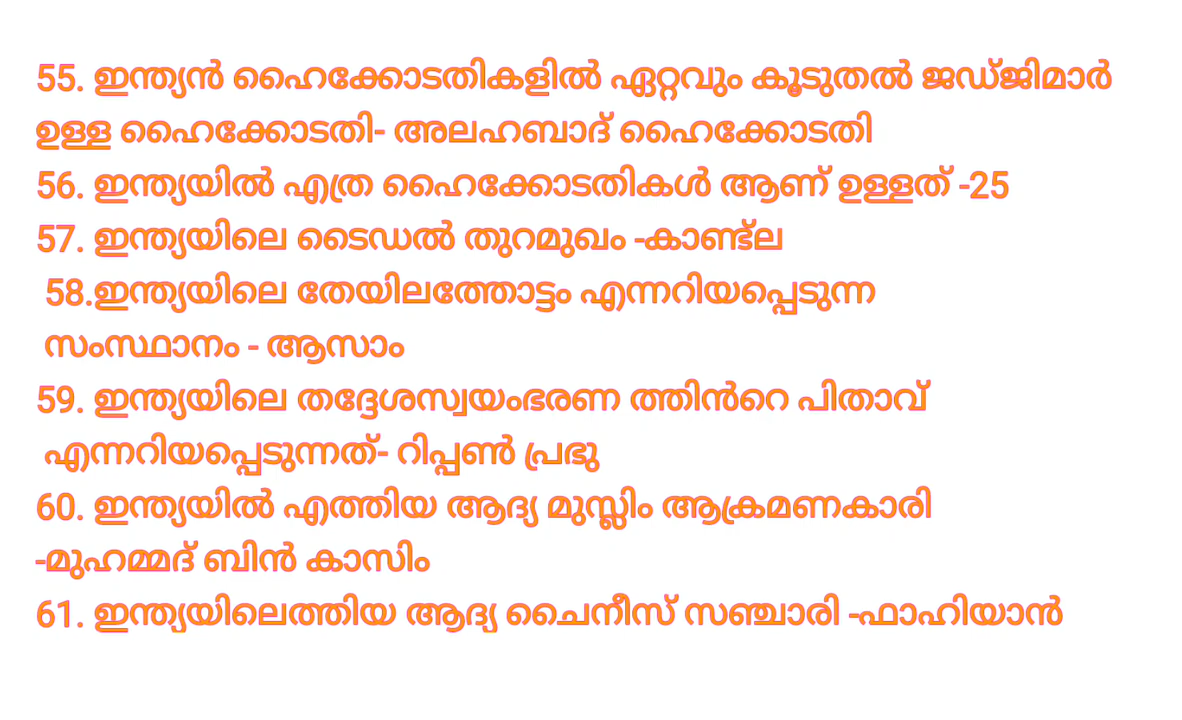 55. ഇന്ത്യൻ ഹൈക്കോടതികളിൽ ഏറ്റവും കൂടുതൽ ജഡ്ജിമാർ
ഉള്ള ഹൈക്കോടതി- അലഹബാദ് ഹൈക്കോടതി
56. ഇന്ത്യയിൽ എത്ര ഹൈക്കോടതികൾ ആണ് ഉള്ളത് -25
57. ഇന്ത്യയിലെ ടൈഡൽ തുറമുഖം -കാണ്ട്ല
58.ഇന്ത്യയിലെ തേയിലത്തോട്ടം എന്നറിയപ്പെടുന്ന
സംസ്ഥാനം - ആസാം
59. ഇന്ത്യയിലെ തദ്ദേശസ്വയംഭരണ ത്തിൻറെ പിതാവ്
എന്നറിയപ്പെടുന്നത്- റിപ്പൺ പ്രഭു
60. ഇന്ത്യയിൽ എത്തിയ ആദ്യ മുസ്ലിം ആക്രമണകാരി
-മുഹമ്മദ് ബിൻ കാസിം
61. ഇന്ത്യയിലെത്തിയ ആദ്യ ചൈനീസ് സഞ്ചാരി -ഫാഹിയാൻ